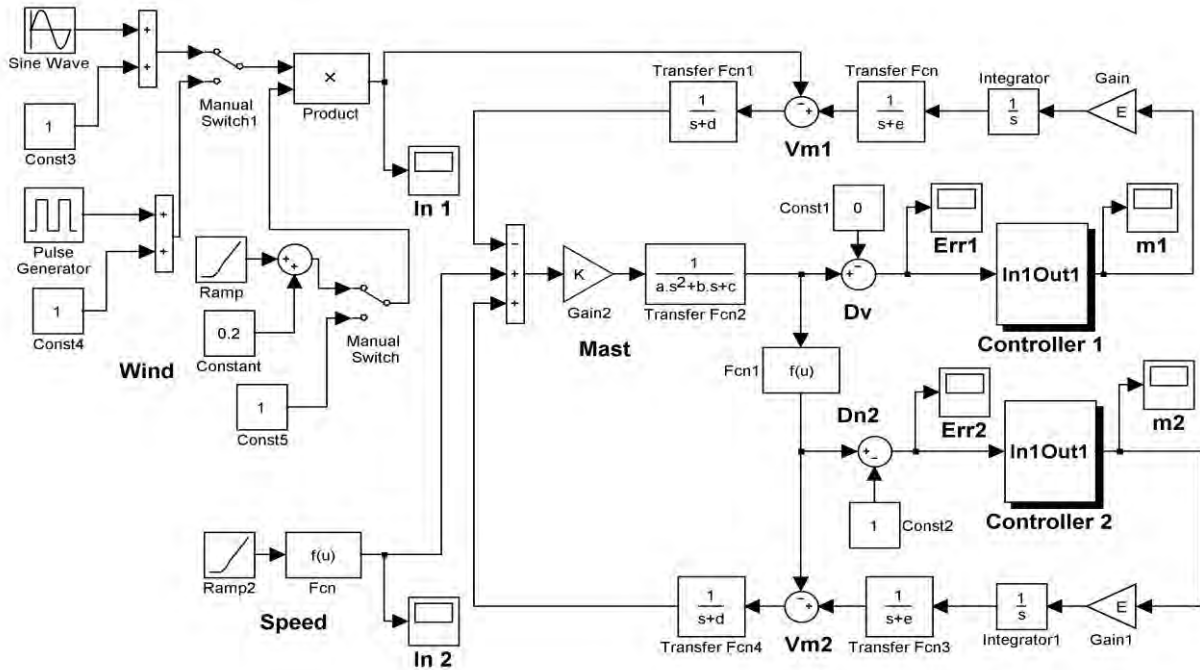 Sine Wave
+
+
1
Const3
Manual
Switch1
×
Product
In 1
Pulse
Generator
+
+
1
Const4
Wind
Ramp
+
+
0.2
Constant
Manual
Switch
1
Const5
Transfer Fcn1
1
s+d
−
+
Vm1
Transfer Fcn
1
s+e
Integrator
1
s
Gain
E
−
+
+
K
Gain2
Mast
1
a.s²+b.s+c
Transfer Fcn2
Const1
0
+
−
Dv
Err1
In1Out1
Controller 1
m1
Fcn1
f(u)
Dn2
+
−
1
Const2
Err2
In1Out1
Controller 2
m2
Ramp2
f(u)
Fcn
Speed
In 2
1
s+d
Transfer Fcn4
−
+
Vm2
1
s+e
Transfer Fcn3
1
s
Integrator1
E
Gain1